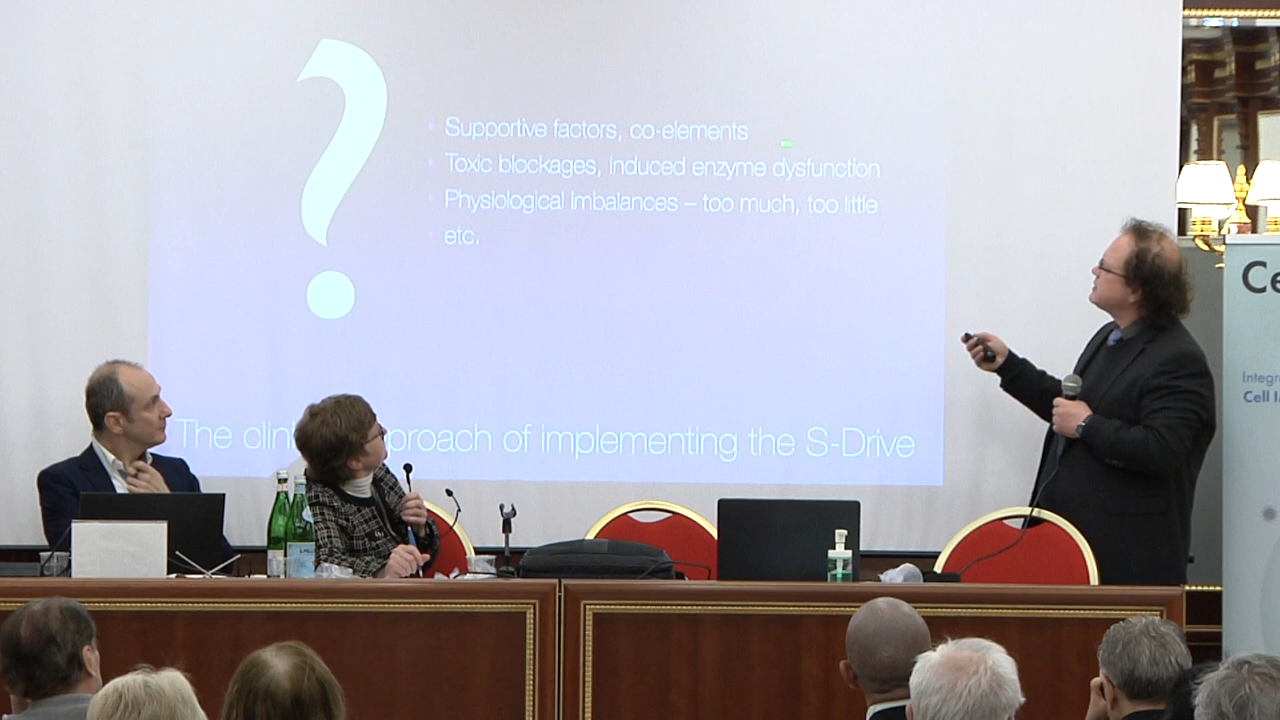 ?
Supportive factors, co-elements
Toxic blockages, induced enzyme dysfunction
Physiological imbalances – too much, too little
etc.
The clin proach of implementing the S-Drive
Ce
Integr
Cell I